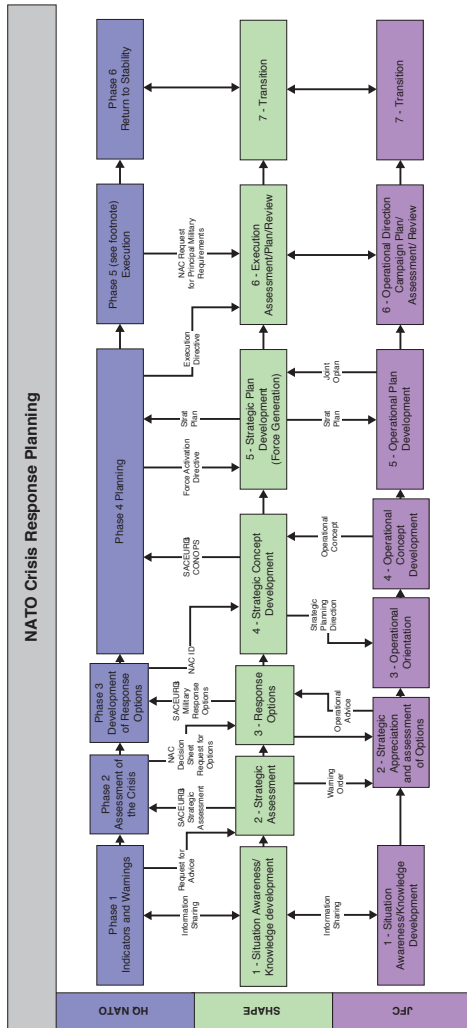 NATO Crisis Response Planning
HQ NATO
Phase 1
Indicators and Warnings
Phase 2
Assessment of
the Crisis
Phase 3
Development
of Response
Options
Phase 4 Planning
Phase 5 (see footnote)
Execution
Phase 6
Return to Stability
Information
Sharing
Request for
Advice
SACEURG3
Strategic
Assessment
NAC
Decision
Sheet
Request for
Options
SACEURG3
Military
Response
Options
NAC ID
SACEURG3
CONOPS
Force Activation
Directive
Strat
Plan
Execution
Directive
NAC Request
for Principal Military
Requirements
SHAPE
1 - Situation Awareness/
Knowledge development
2 - Strategic
Assessment
3 - Response
Options
4 - Strategic Concept
Development
5 - Strategic Plan
Development
(Force Generation)
6 - Execution
Assessment/Plan/Review
7 - Transition
Information
Sharing
Warning
Order
Operational
Advice
Strategic
Planning
Direction
Operational
Concept
Strat
Plan
Joint
Oplan
JFC
1 - Situation
Awareness/Knowledge
Development
2 - Strategic
Appreciation
and assessment
of Options
3 - Operational
Orientation
4 - Operational
Concept
Development
5 - Operational Plan
Development
6 - Operational Direction
Campaign Plan/
Assessment/ Review
7 - Transition